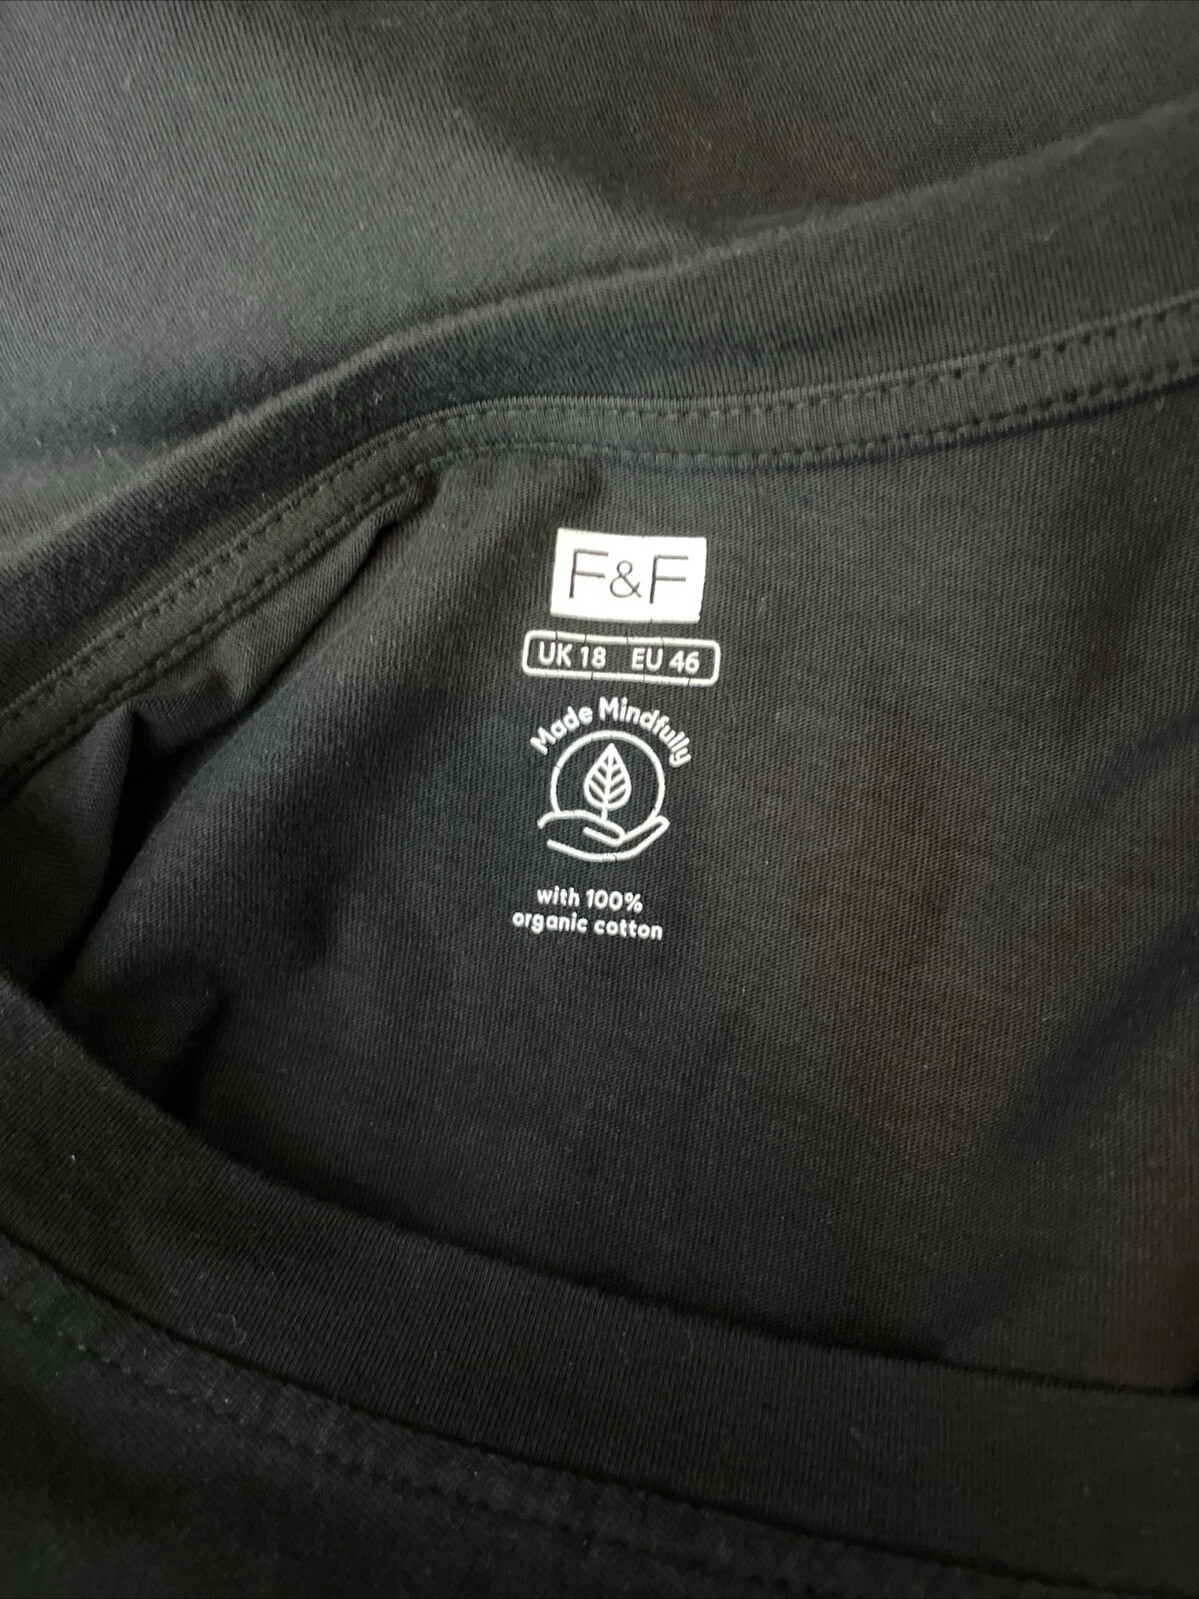 F&F
UK 18 EU 46
Made Mindfully
with 100%
organic cotton